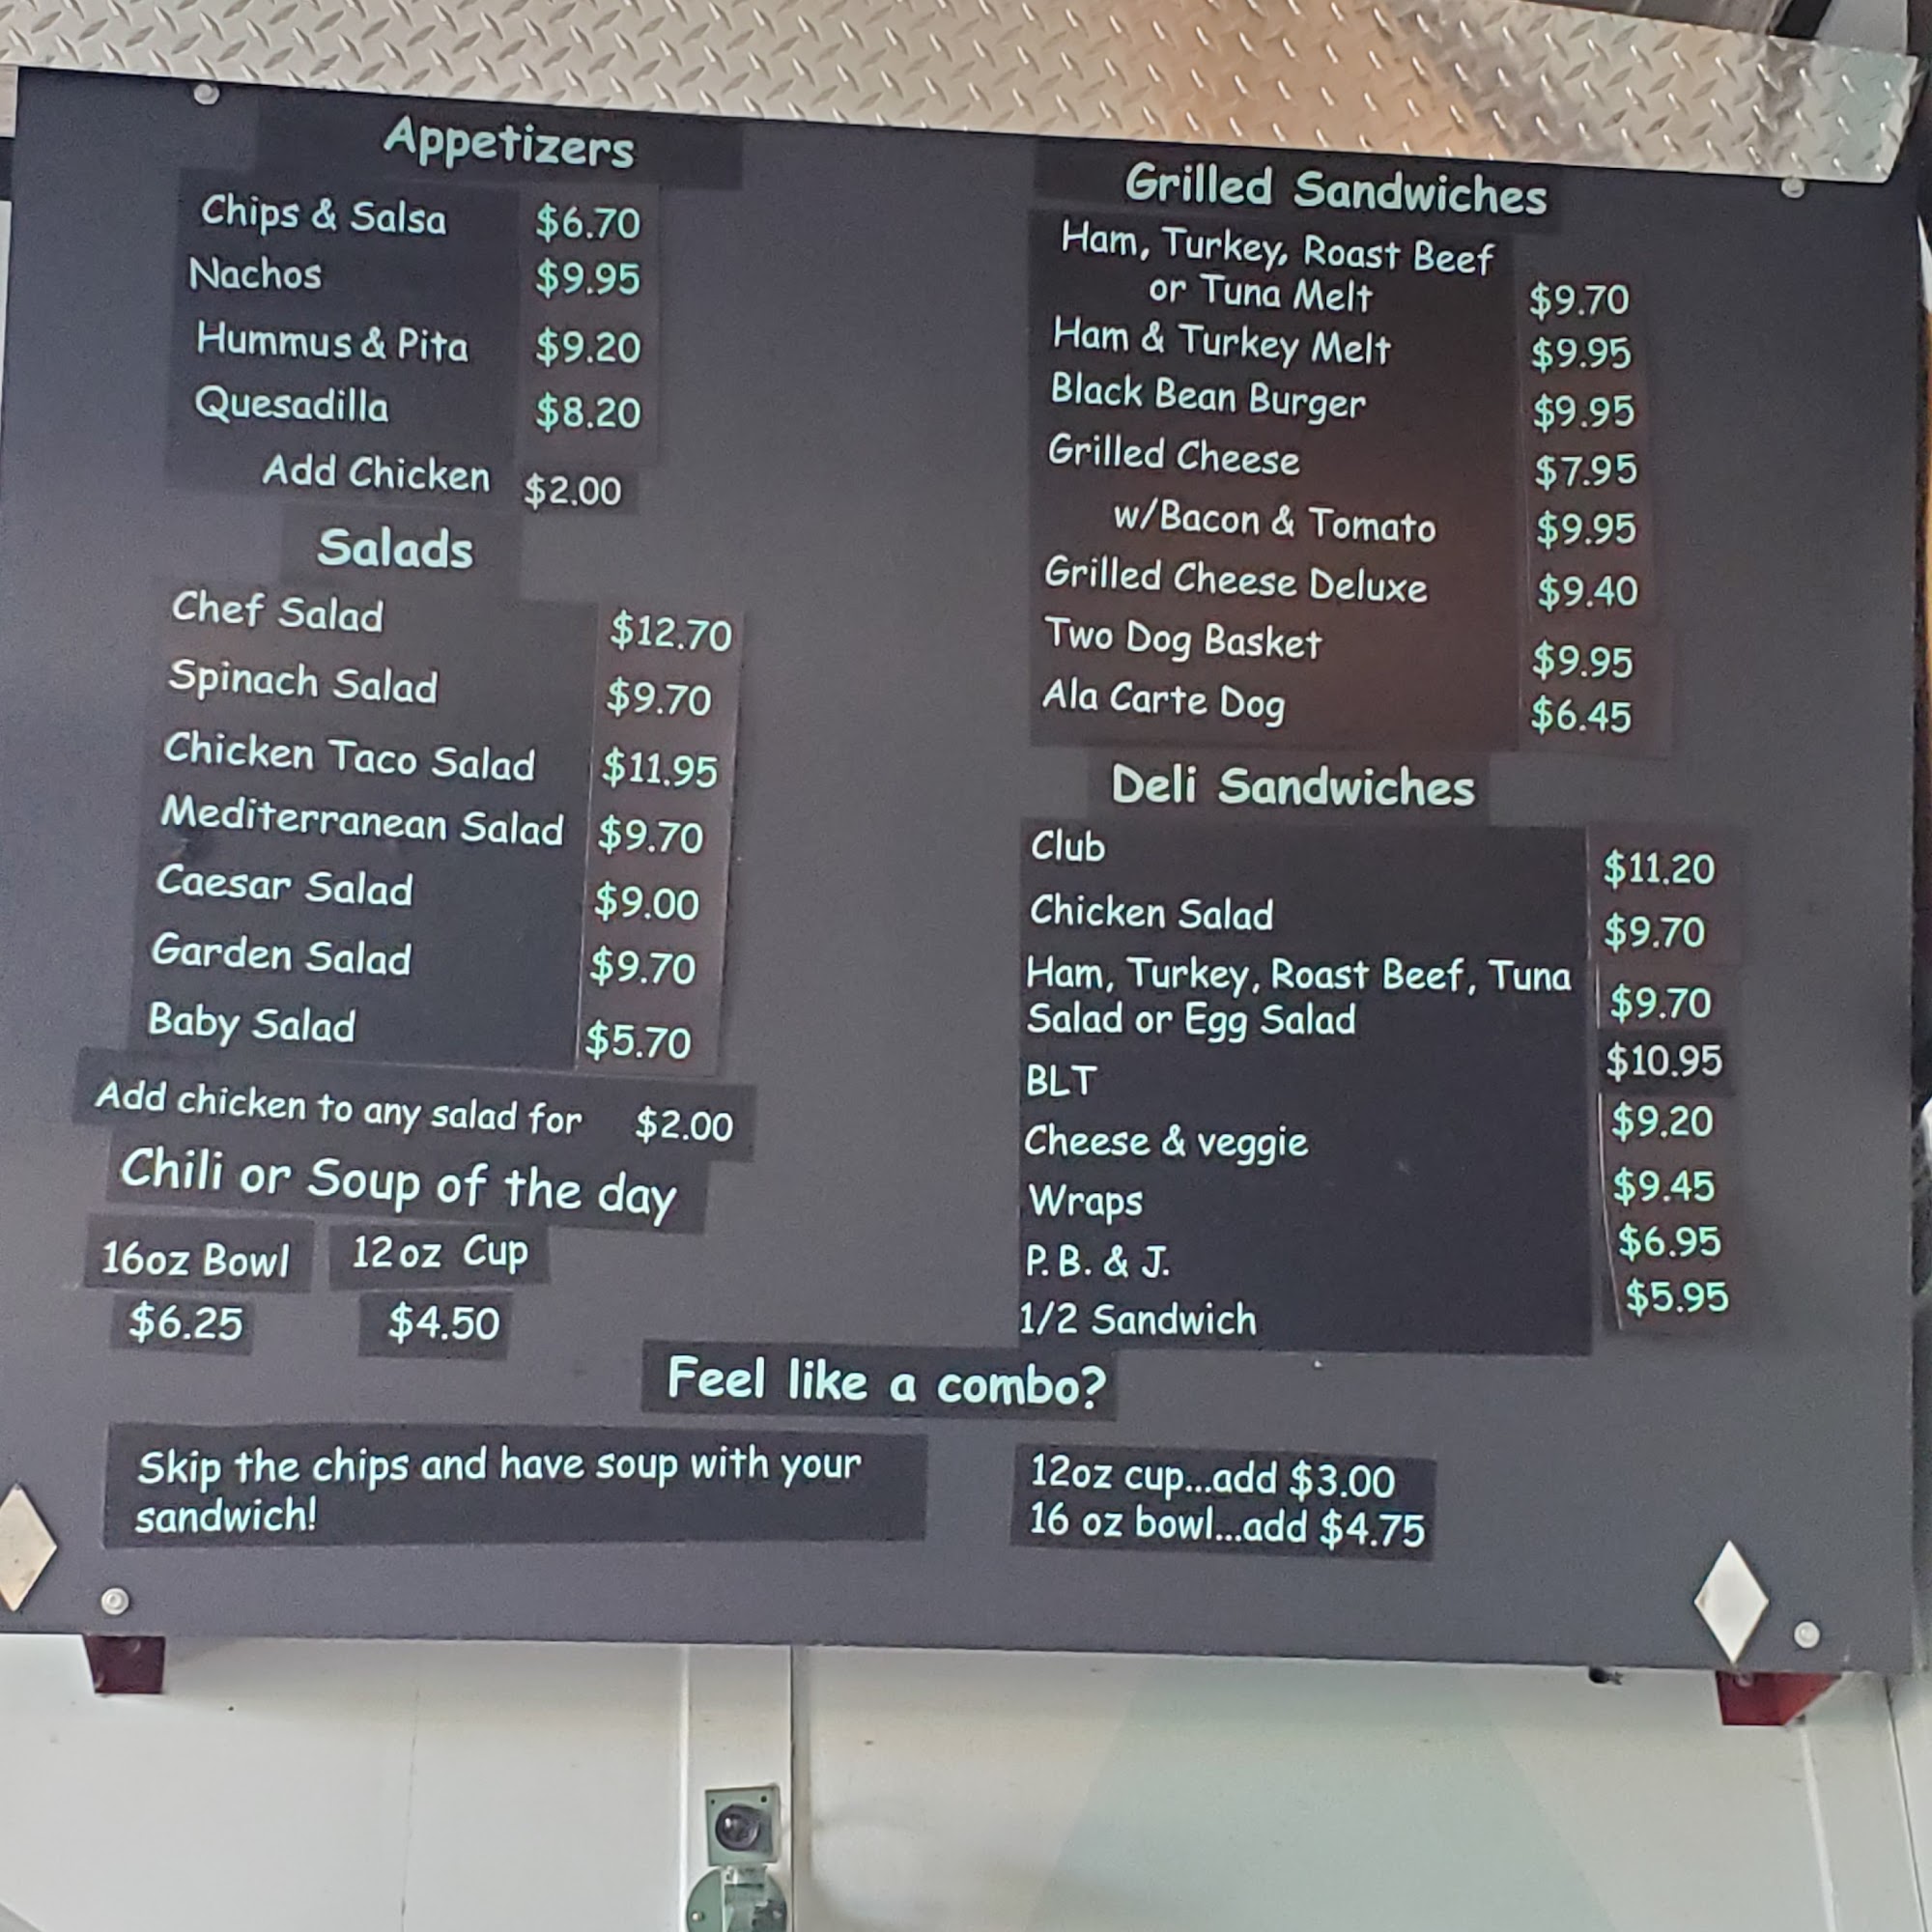 Appetizers
Chips & Salsa $6.70
Nachos $9.95
Hummus & Pita $9.20
Quesadilla $8.20
Add Chicken $2.00
Salads
Chef Salad $12.70
Spinach Salad $9.70
Chicken Taco Salad $11.95
Mediterranean Salad $9.70
Caesar Salad $9.00
Garden Salad $9.70
Baby Salad $5.70
Add chicken to any salad for $2.00
Chili or Soup of the day
16oz Bowl 12oz Cup
$6.25 $4.50
Grilled Sandwiches
Ham, Turkey, Roast Beef
or Tuna Melt $9.70
Ham & Turkey Melt $9.95
Black Bean Burger $9.95
Grilled Cheese $7.95
w/Bacon & Tomato $9.95
Grilled Cheese Deluxe $9.40
Two Dog Basket $9.95
Ala Carte Dog $6.45
Deli Sandwiches
Club $11.20
Chicken Salad $9.70
Ham, Turkey, Roast Beef, Tuna
Salad or Egg Salad $9.70
BLT $10.95
Cheese & veggie $9.20
Wraps $9.45
P.B. & J. $6.95
1/2 Sandwich $5.95
Feel like a combo?
Skip the chips and have soup with your
sandwich!
12oz cup...add $3.00
16 oz bowl...add $4.75